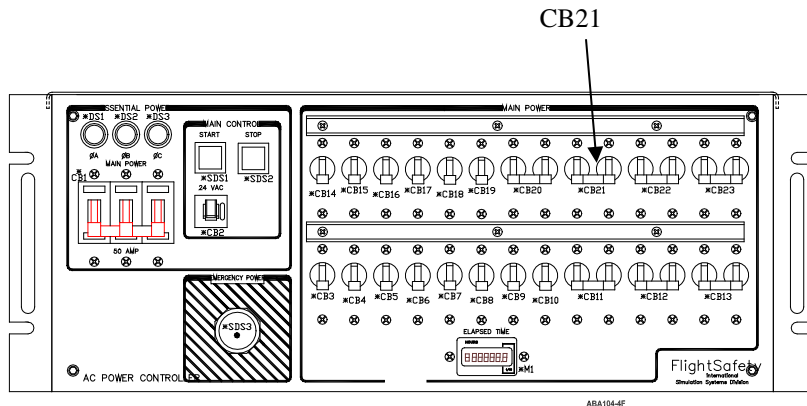 CB21
ESSENTIAL POWER
MAIN POWER
*DS1 *DS2 *DS3
MAIN CONTROL
START STOP
ØA ØB ØC
MAIN POWER
*CB1
*SDS1 *SDS2
24 VAC
*CB14 *CB15 *CB16 *CB17 *CB18 *CB19 *CB20 *CB21 *CB22 *CB23
*CB2
50 AMP
EMERGENCY POWER
*CB3 *CB4 *CB5 *CB6 *CB7 *CB8 *CB9 *CB10 *CB11 *CB12 *CB13
*SDS3
ELAPSED TIME
HOURS
*M1
FlightSafety
International
Simulation Systems Division
AC POWER CONTROLLER
ABA104-4F